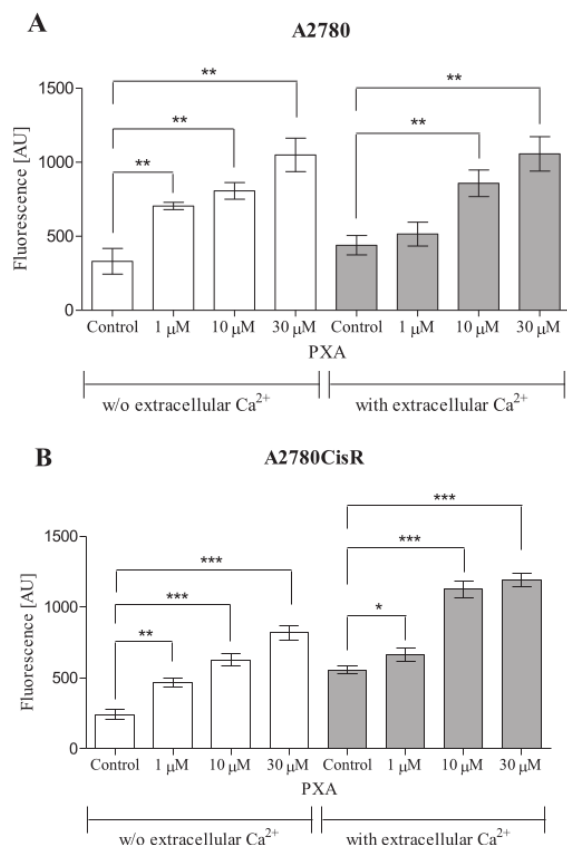 A
A2780
Fluorescence [AU]
1500
1000
500
0
**
**
**
**
**
Control 1 µM 10 µM 30 µM Control 1 µM 10 µM 30 µM
PXA
w/o extracellular Ca²⁺ with extracellular Ca²⁺
B
A2780CisR
Fluorescence [AU]
1500
1000
500
0
***
***
**
***
***
*
Control 1 µM 10 µM 30 µM Control 1 µM 10 µM 30 µM
PXA
w/o extracellular Ca²⁺ with extracellular Ca²⁺